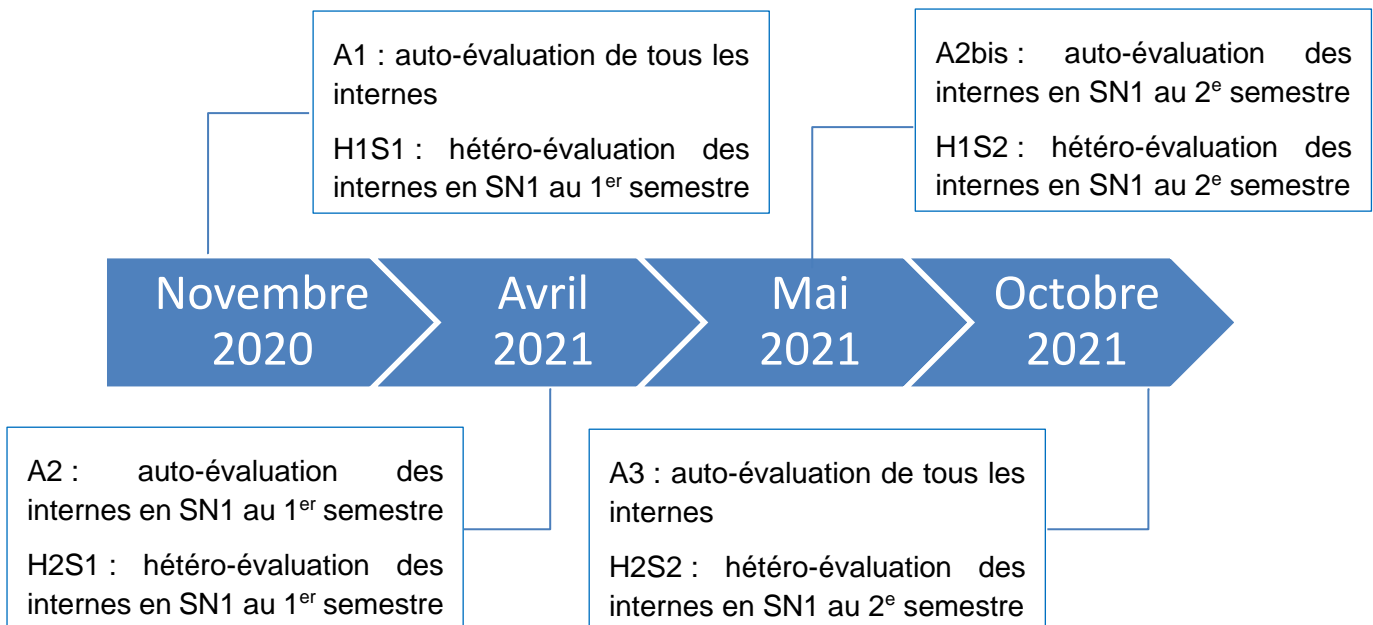 A1 : auto-évaluation de tous les
internes
H1S1 : hétéro-évaluation des
internes en SN1 au 1er semestre
A2bis : auto-évaluation des
internes en SN1 au 2e semestre
H1S2 : hétéro-évaluation des
internes en SN1 au 2e semestre
Novembre
2020
Avril
2021
Mai
2021
Octobre
2021
A2 : auto-évaluation des
internes en SN1 au 1er semestre
H2S1 : hétéro-évaluation des
internes en SN1 au 1er semestre
A3 : auto-évaluation de tous les
internes
H2S2 : hétéro-évaluation des
internes en SN1 au 2e semestre